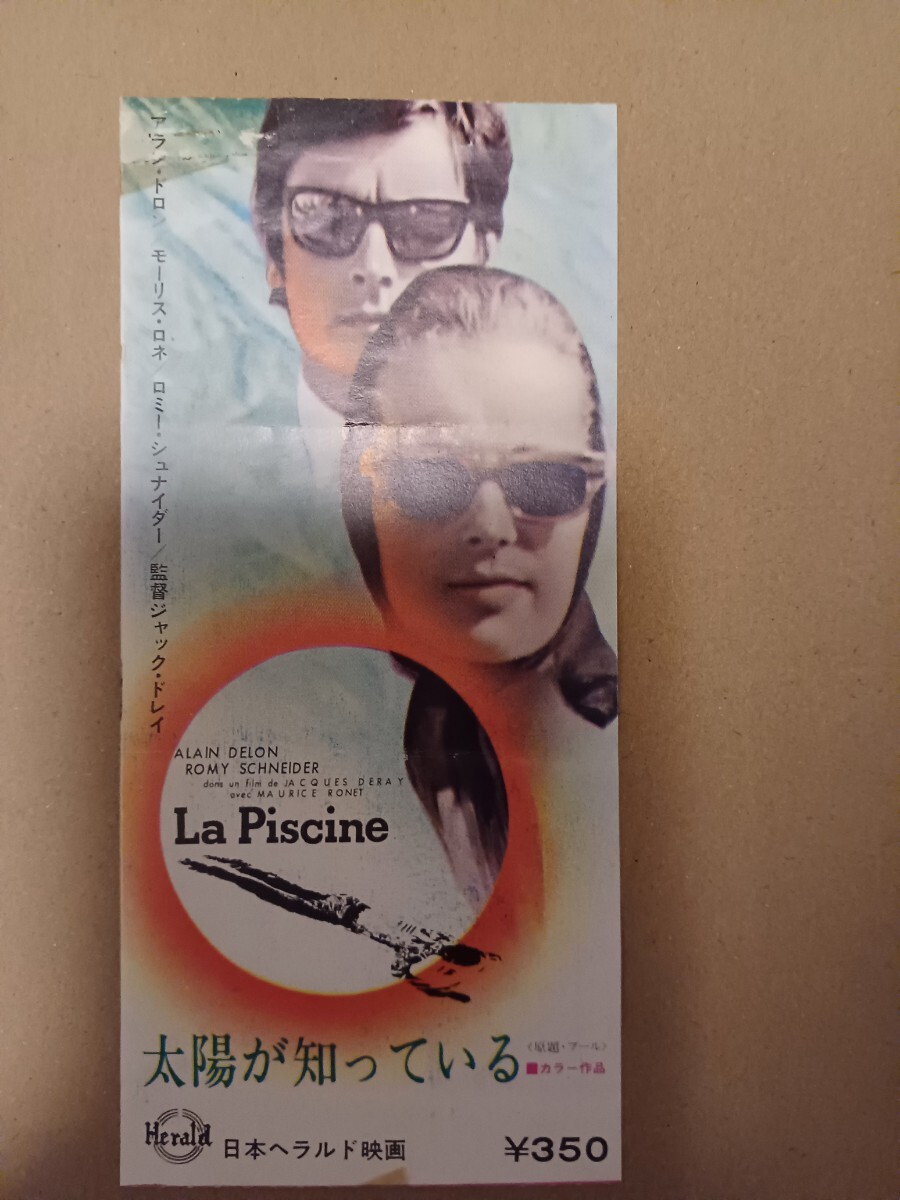 アラン・ドロン モーリス・ロネ/ロミー・シュナイダー/監督ジャック・ドレイ
ALAIN DELON
ROMY SCHNEIDER
dans un film de JACQUES DERAY
avec MAURICE RONET
La Piscine
太陽が知っている
〈原題・プール〉
■カラー作品
Herald
日本ヘラルド映画
¥350